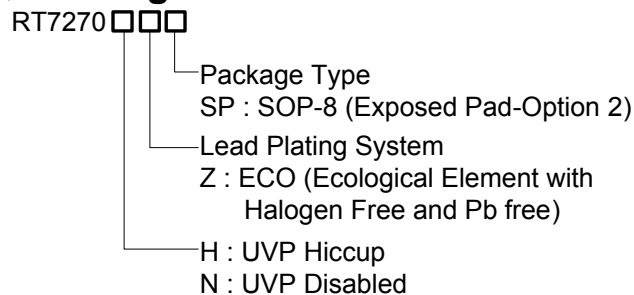 RT7270□□□
Package Type
SP : SOP-8 (Exposed Pad-Option 2)
Lead Plating System
Z : ECO (Ecological Element with
Halogen Free and Pb free)
H : UVP Hiccup
N : UVP Disabled